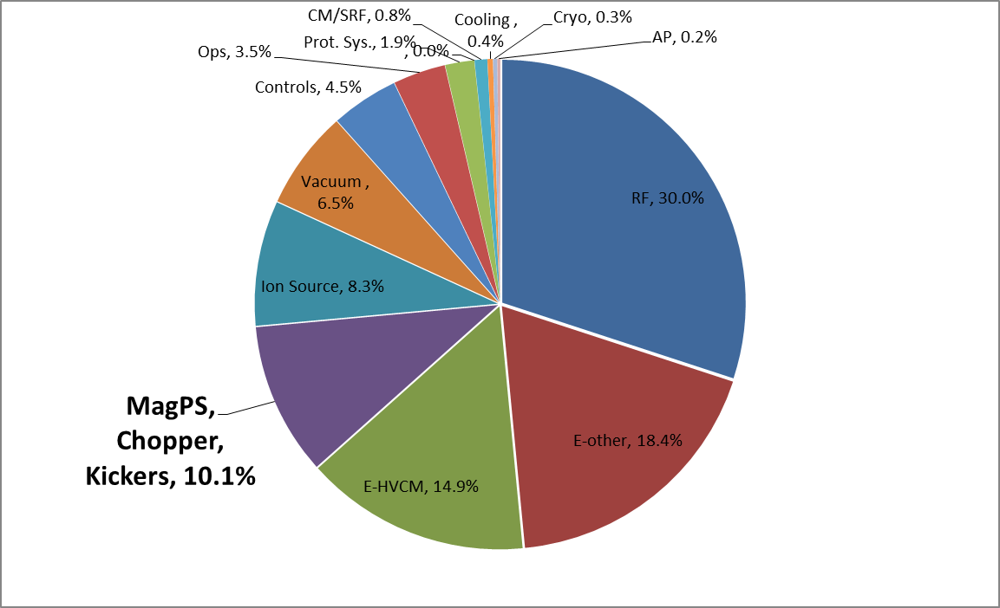 CM/SRF, 0.8%
Cooling ,
0.4%
Cryo, 0.3%
AP, 0.2%
Prot. Sys., 1.9%
, 0.0%
Ops, 3.5%
Controls, 4.5%
Vacuum ,
6.5%
RF, 30.0%
Ion Source, 8.3%
MagPS,
Chopper,
Kickers, 10.1%
E-other, 18.4%
E-HVCM, 14.9%